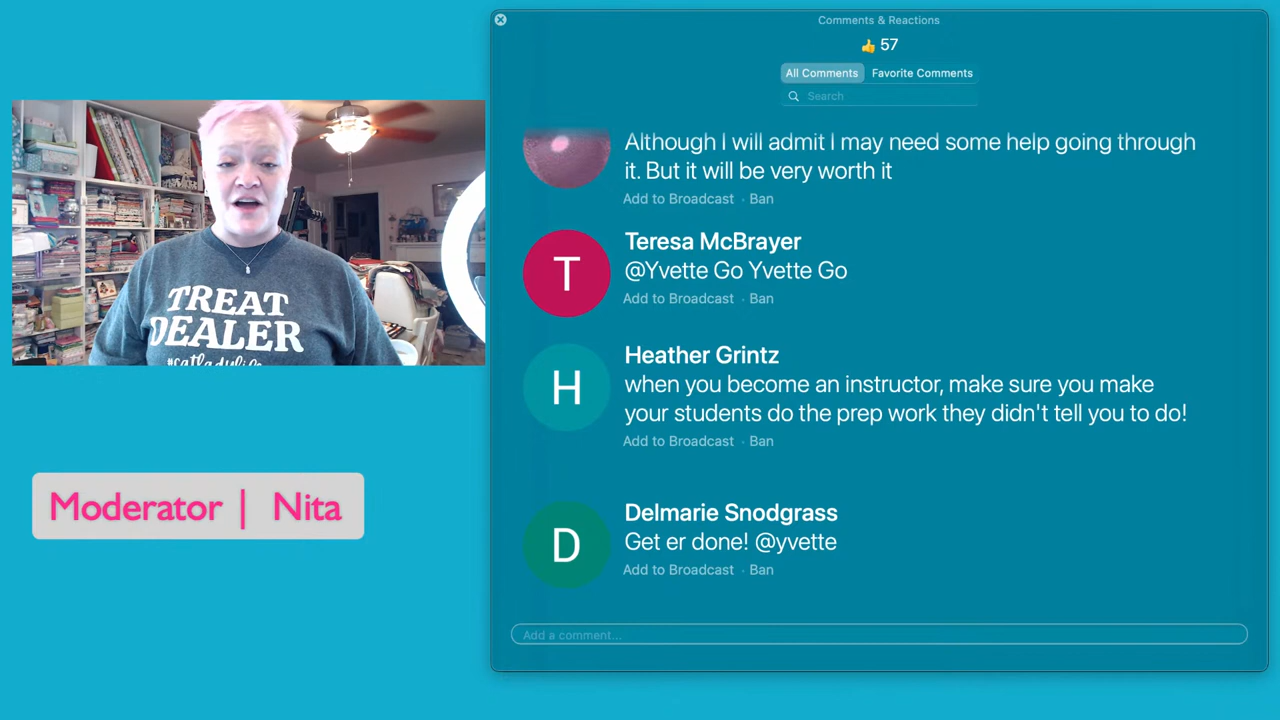 Comments & Reactions
👍 57
All Comments Favorite Comments
Search
Although I will admit I may need some help going through
it. But it will be very worth it
Add to Broadcast · Ban
T
Teresa McBrayer
@Yvette Go Yvette Go
Add to Broadcast · Ban
H
Heather Grintz
when you become an instructor, make sure you make
your students do the prep work they didn't tell you to do!
Add to Broadcast · Ban
D
Delmarie Snodgrass
Get er done! @yvette
Add to Broadcast · Ban
Add a comment...
TREAT
DEALER
#catladylife
Moderator | Nita